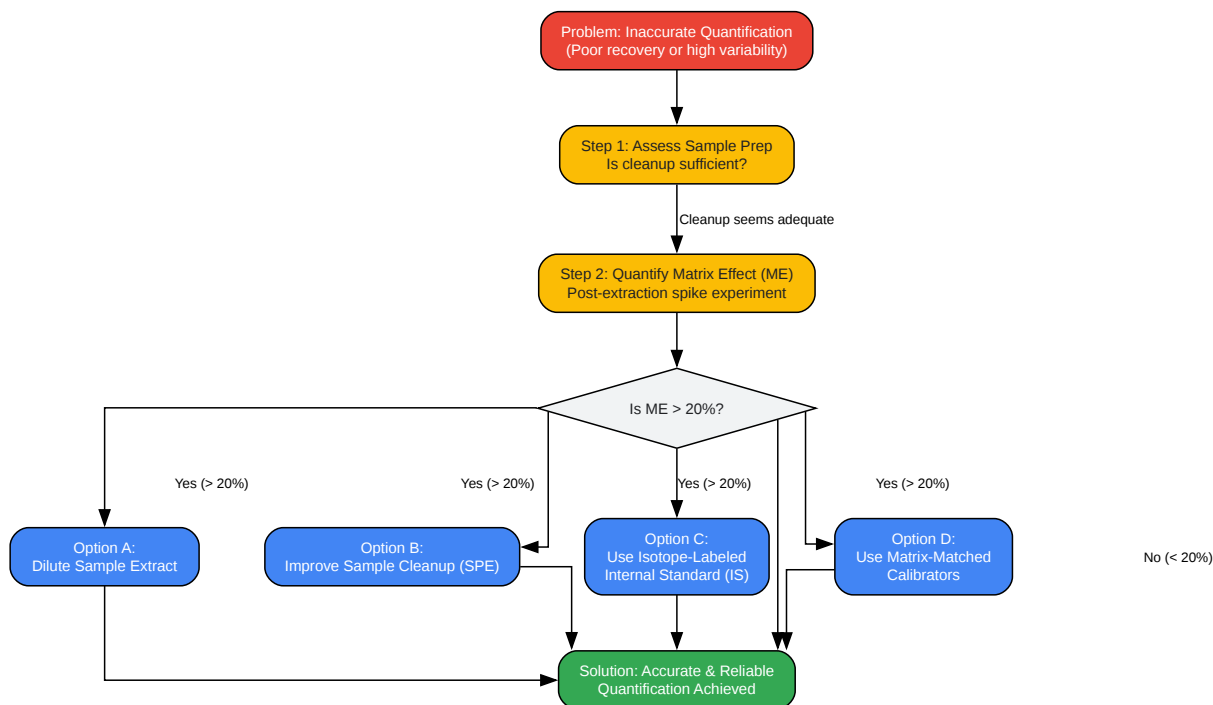 Problem: Inaccurate Quantification
(Poor recovery or high variability)
Step 1: Assess Sample Prep
Is cleanup sufficient?
Cleanup seems adequate
Step 2: Quantify Matrix Effect (ME)
Post-extraction spike experiment
Is ME > 20%?
Yes (> 20%)
Yes (> 20%)
Yes (> 20%)
Yes (> 20%)
No (< 20%)
Option A:
Dilute Sample Extract
Option B:
Improve Sample Cleanup (SPE)
Option C:
Use Isotope-Labeled
Internal Standard (IS)
Option D:
Use Matrix-Matched
Calibrators
Solution: Accurate & Reliable
Quantification Achieved